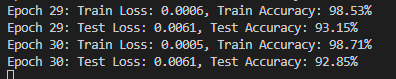 Epoch 29: Train Loss: 0.0006, Train Accuracy: 98.53%
Epoch 29: Test Loss: 0.0061, Test Accuracy: 93.15%
Epoch 30: Train Loss: 0.0005, Train Accuracy: 98.71%
Epoch 30: Test Loss: 0.0061, Test Accuracy: 92.85%